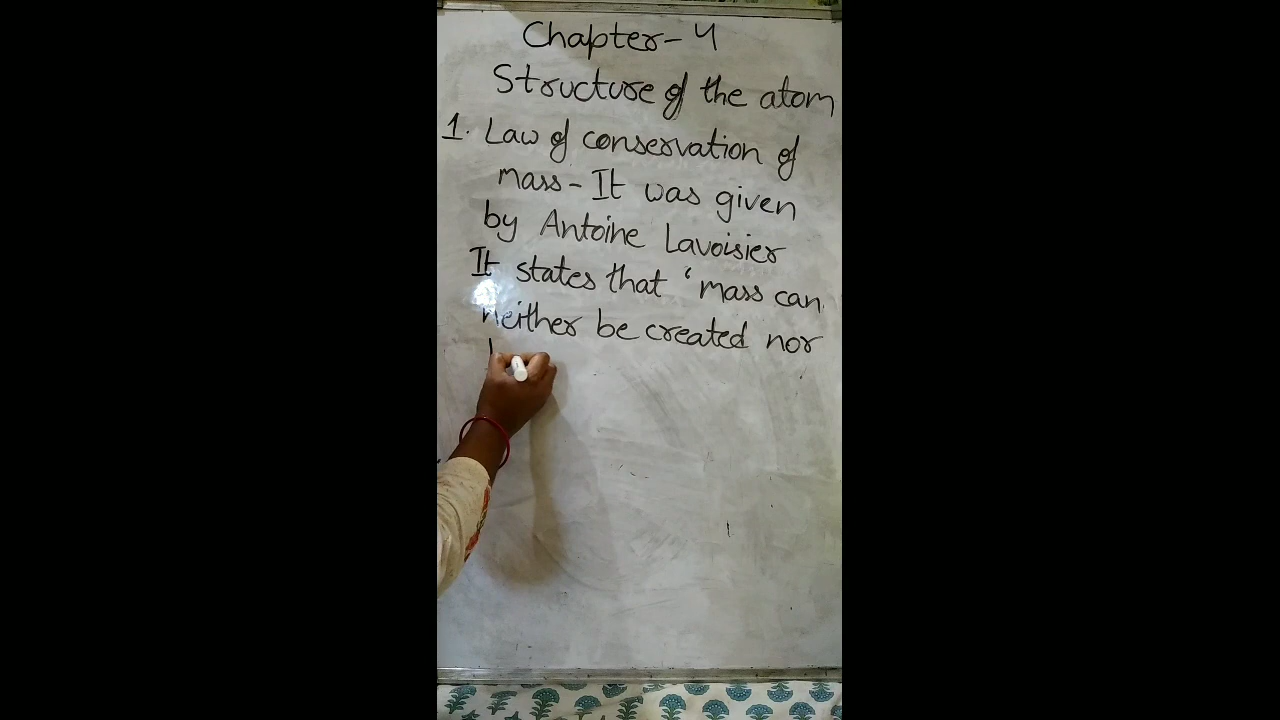 Chapter- 4
Structure of the atom
1. Law of conservation of
mass - It was given
by Antoine Lavoisier
It states that ‘mass can
neither be created nor